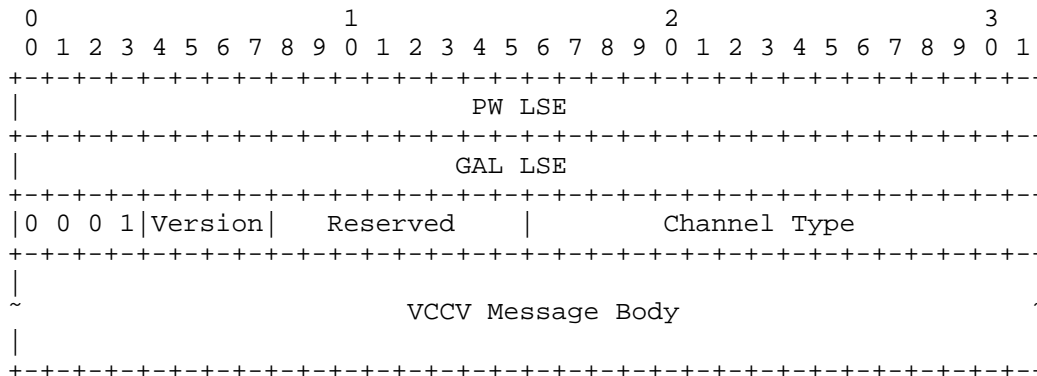 0                   1                   2                   3
 0 1 2 3 4 5 6 7 8 9 0 1 2 3 4 5 6 7 8 9 0 1 2 3 4 5 6 7 8 9 0 1
+-+-+-+-+-+-+-+-+-+-+-+-+-+-+-+-+-+-+-+-+-+-+-+-+-+-+-+-+-+-+-+-
|                            PW LSE
+-+-+-+-+-+-+-+-+-+-+-+-+-+-+-+-+-+-+-+-+-+-+-+-+-+-+-+-+-+-+-+-
|                           GAL LSE
+-+-+-+-+-+-+-+-+-+-+-+-+-+-+-+-+-+-+-+-+-+-+-+-+-+-+-+-+-+-+-+-
|0 0 0 1|Version|   Reserved    |        Channel Type
+-+-+-+-+-+-+-+-+-+-+-+-+-+-+-+-+-+-+-+-+-+-+-+-+-+-+-+-+-+-+-+-
|
~                        VCCV Message Body                      ~
|
+-+-+-+-+-+-+-+-+-+-+-+-+-+-+-+-+-+-+-+-+-+-+-+-+-+-+-+-+-+-+-+-